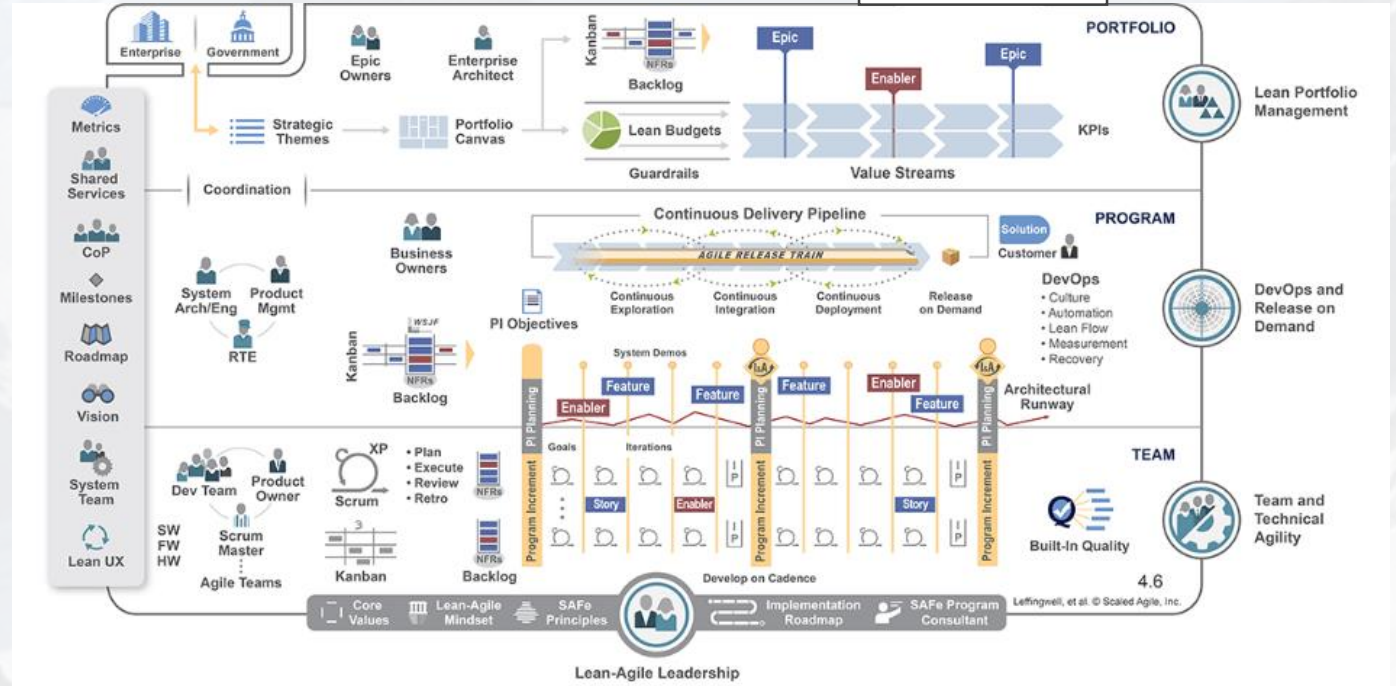 Enterprise
Government
Epic
Owners
Enterprise
Architect
Kanban
NFRs
Backlog
Epic
Enabler
Epic
PORTFOLIO
Lean Portfolio
Management
Strategic
Themes
Portfolio
Canvas
Lean Budgets
Guardrails
Value Streams
KPIs
Metrics
Shared
Services
CoP
Milestones
Roadmap
Vision
System
Team
Lean UX
Coordination
Business
Owners
Continuous Delivery Pipeline
PROGRAM
AGILE RELEASE TRAIN
Solution
Customer
System
Arch/Eng
Product
Mgmt
RTE
PI Objectives
Continuous
Exploration
Continuous
Integration
Continuous
Deployment
Release
on Demand
DevOps
• Culture
• Automation
• Lean Flow
• Measurement
• Recovery
DevOps and
Release on
Demand
Kanban
WSJF
NFRs
Backlog
System Demos
Enabler
Feature
Feature
I&A
Feature
Enabler
Feature
I&A
Architectural
Runway
PI Planning
PI Planning
PI Planning
TEAM
Dev Team
Product
Owner
Scrum
Master
Agile Teams
SW
FW
HW
XP
Scrum
• Plan
• Execute
• Review
• Retro
3
Kanban
NFRs
NFRs
Backlog
Program Increment
Goals
Iterations
Story
Enabler
I P
I P
Program Increment
Story
I P
I P
Program Increment
Develop on Cadence
Built-In Quality
Team and
Technical
Agility
4.6
Leffingwell, et al. © Scaled Agile, Inc.
Core
Values
Lean-Agile
Mindset
SAFe
Principles
Implementation
Roadmap
SAFe Program
Consultant
Lean-Agile Leadership